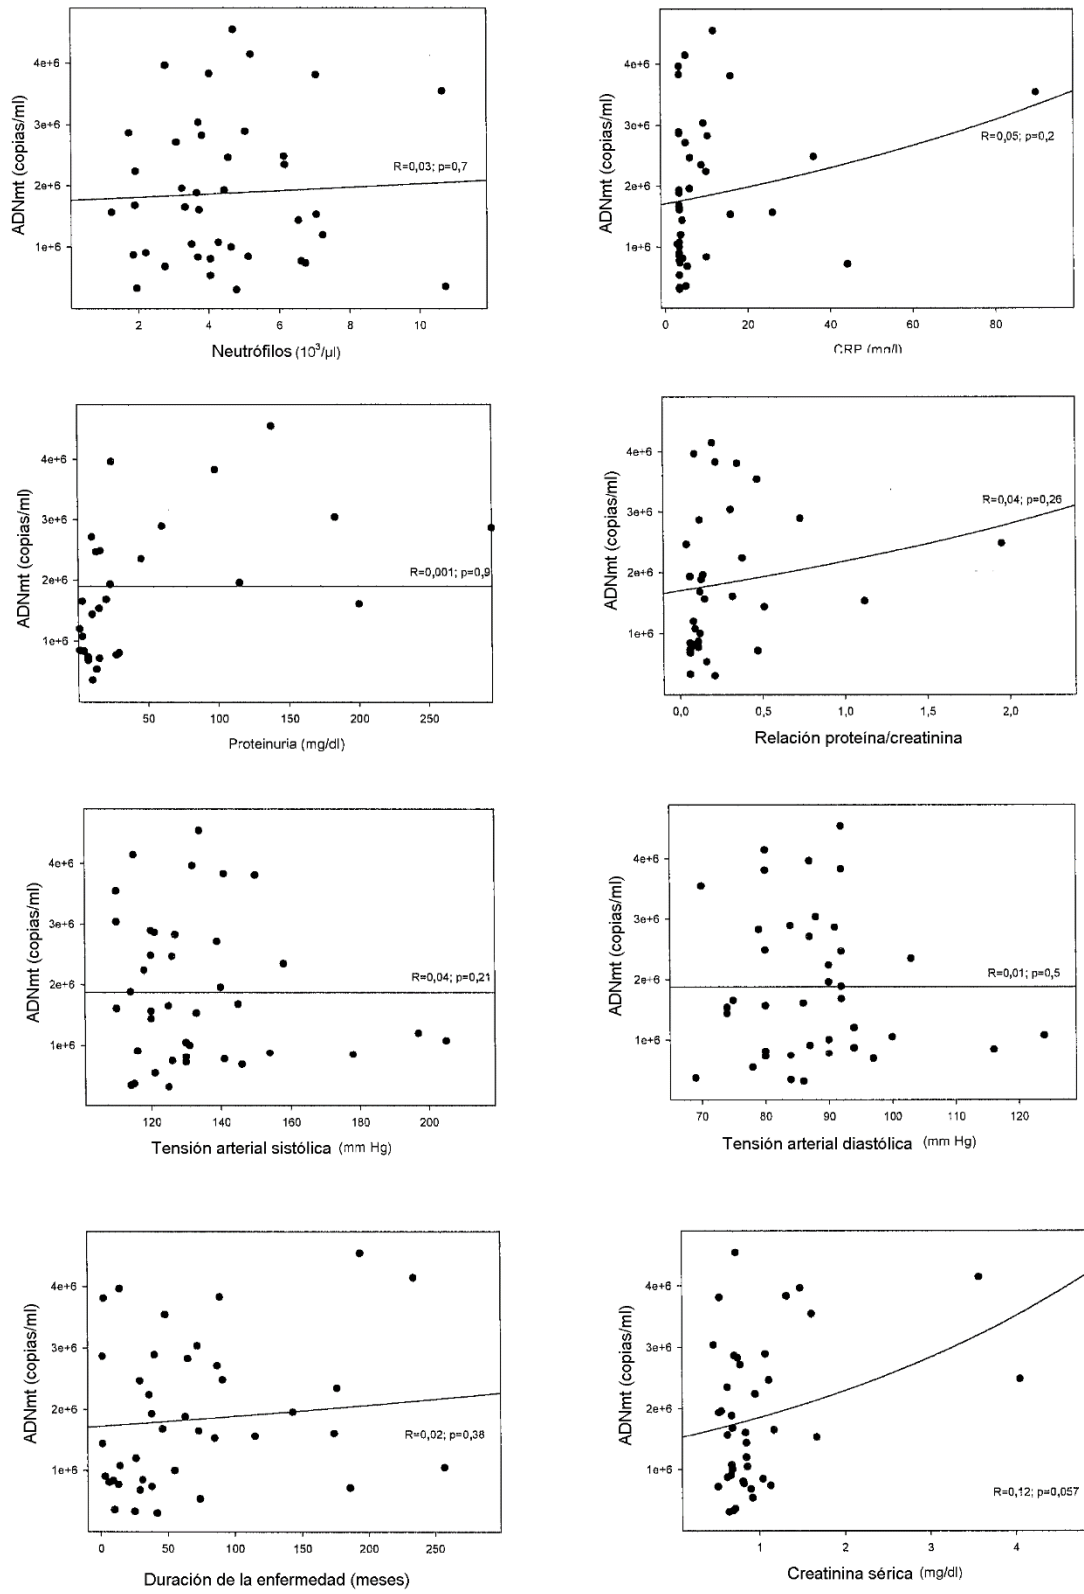 ADNmt (copias/ml)
4e+6
3e+6
2e+6
1e+6
R=0,03; p=0,7
2 4 6 8 10
Neutrófilos (10³/µl)
ADNmt (copias/ml)
4e+6
3e+6
2e+6
1e+6
R=0,05; p=0,2
0 20 40 60 80
CRP (mg/l)
ADNmt (copias/ml)
4e+6
3e+6
2e+6
1e+6
R=0,001; p=0,9
50 100 150 200 250
Proteinuria (mg/dl)
ADNmt (copias/ml)
4e+6
3e+6
2e+6
1e+6
R=0,04; p=0,26
0,0 0,5 1,0 1,5 2,0
Relación proteína/creatinina
ADNmt (copias/ml)
4e+6
3e+6
2e+6
1e+6
R=0,04; p=0,21
120 140 160 180 200
Tensión arterial sistólica (mm Hg)
ADNmt (copias/ml)
4e+6
3e+6
2e+6
1e+6
R=0,01; p=0,5
70 80 90 100 110 120
Tensión arterial diastólica (mm Hg)
ADNmt (copias/ml)
4e+6
3e+6
2e+6
1e+6
R=0,02; p=0,38
0 50 100 150 200 250
Duración de la enfermedad (meses)
ADNmt (copias/ml)
4e+6
3e+6
2e+6
1e+6
R=0,12; p=0,057
1 2 3 4
Creatinina sérica (mg/dl)